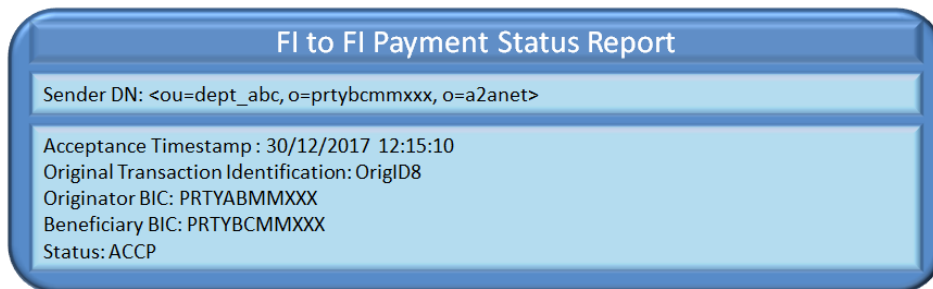 FI to FI Payment Status Report
Sender DN: <ou=dept_abc, o=prtybcmmxxx, o=a2anet>
Acceptance Timestamp : 30/12/2017 12:15:10
Original Transaction Identification: OrigID8
Originator BIC: PRTYABMMXXX
Beneficiary BIC: PRTYBCMMXXX
Status: ACCP